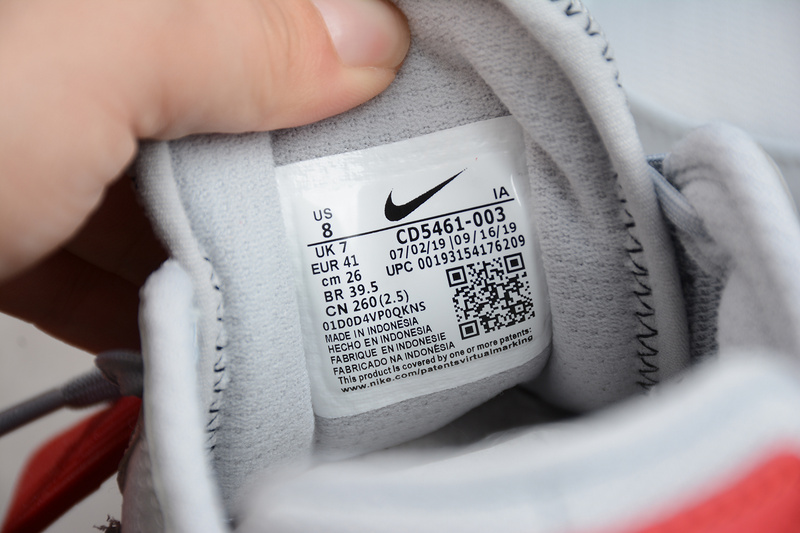 US
8
IA
UK 7
CD5461-003
EUR 41
07/02/19|09/16/19
cm 26
UPC 00193154176209
BR 39.5
CN 260(2.5)
01D0D4VP0QKNS
MADE IN INDONESIA
HECHO EN INDONESIA
FABRIQUE EN INDONESIE
FABRICADO NA INDONÉSIA
This product is covered by one or more patents:
www.nike.com/patentsvirtualmarking